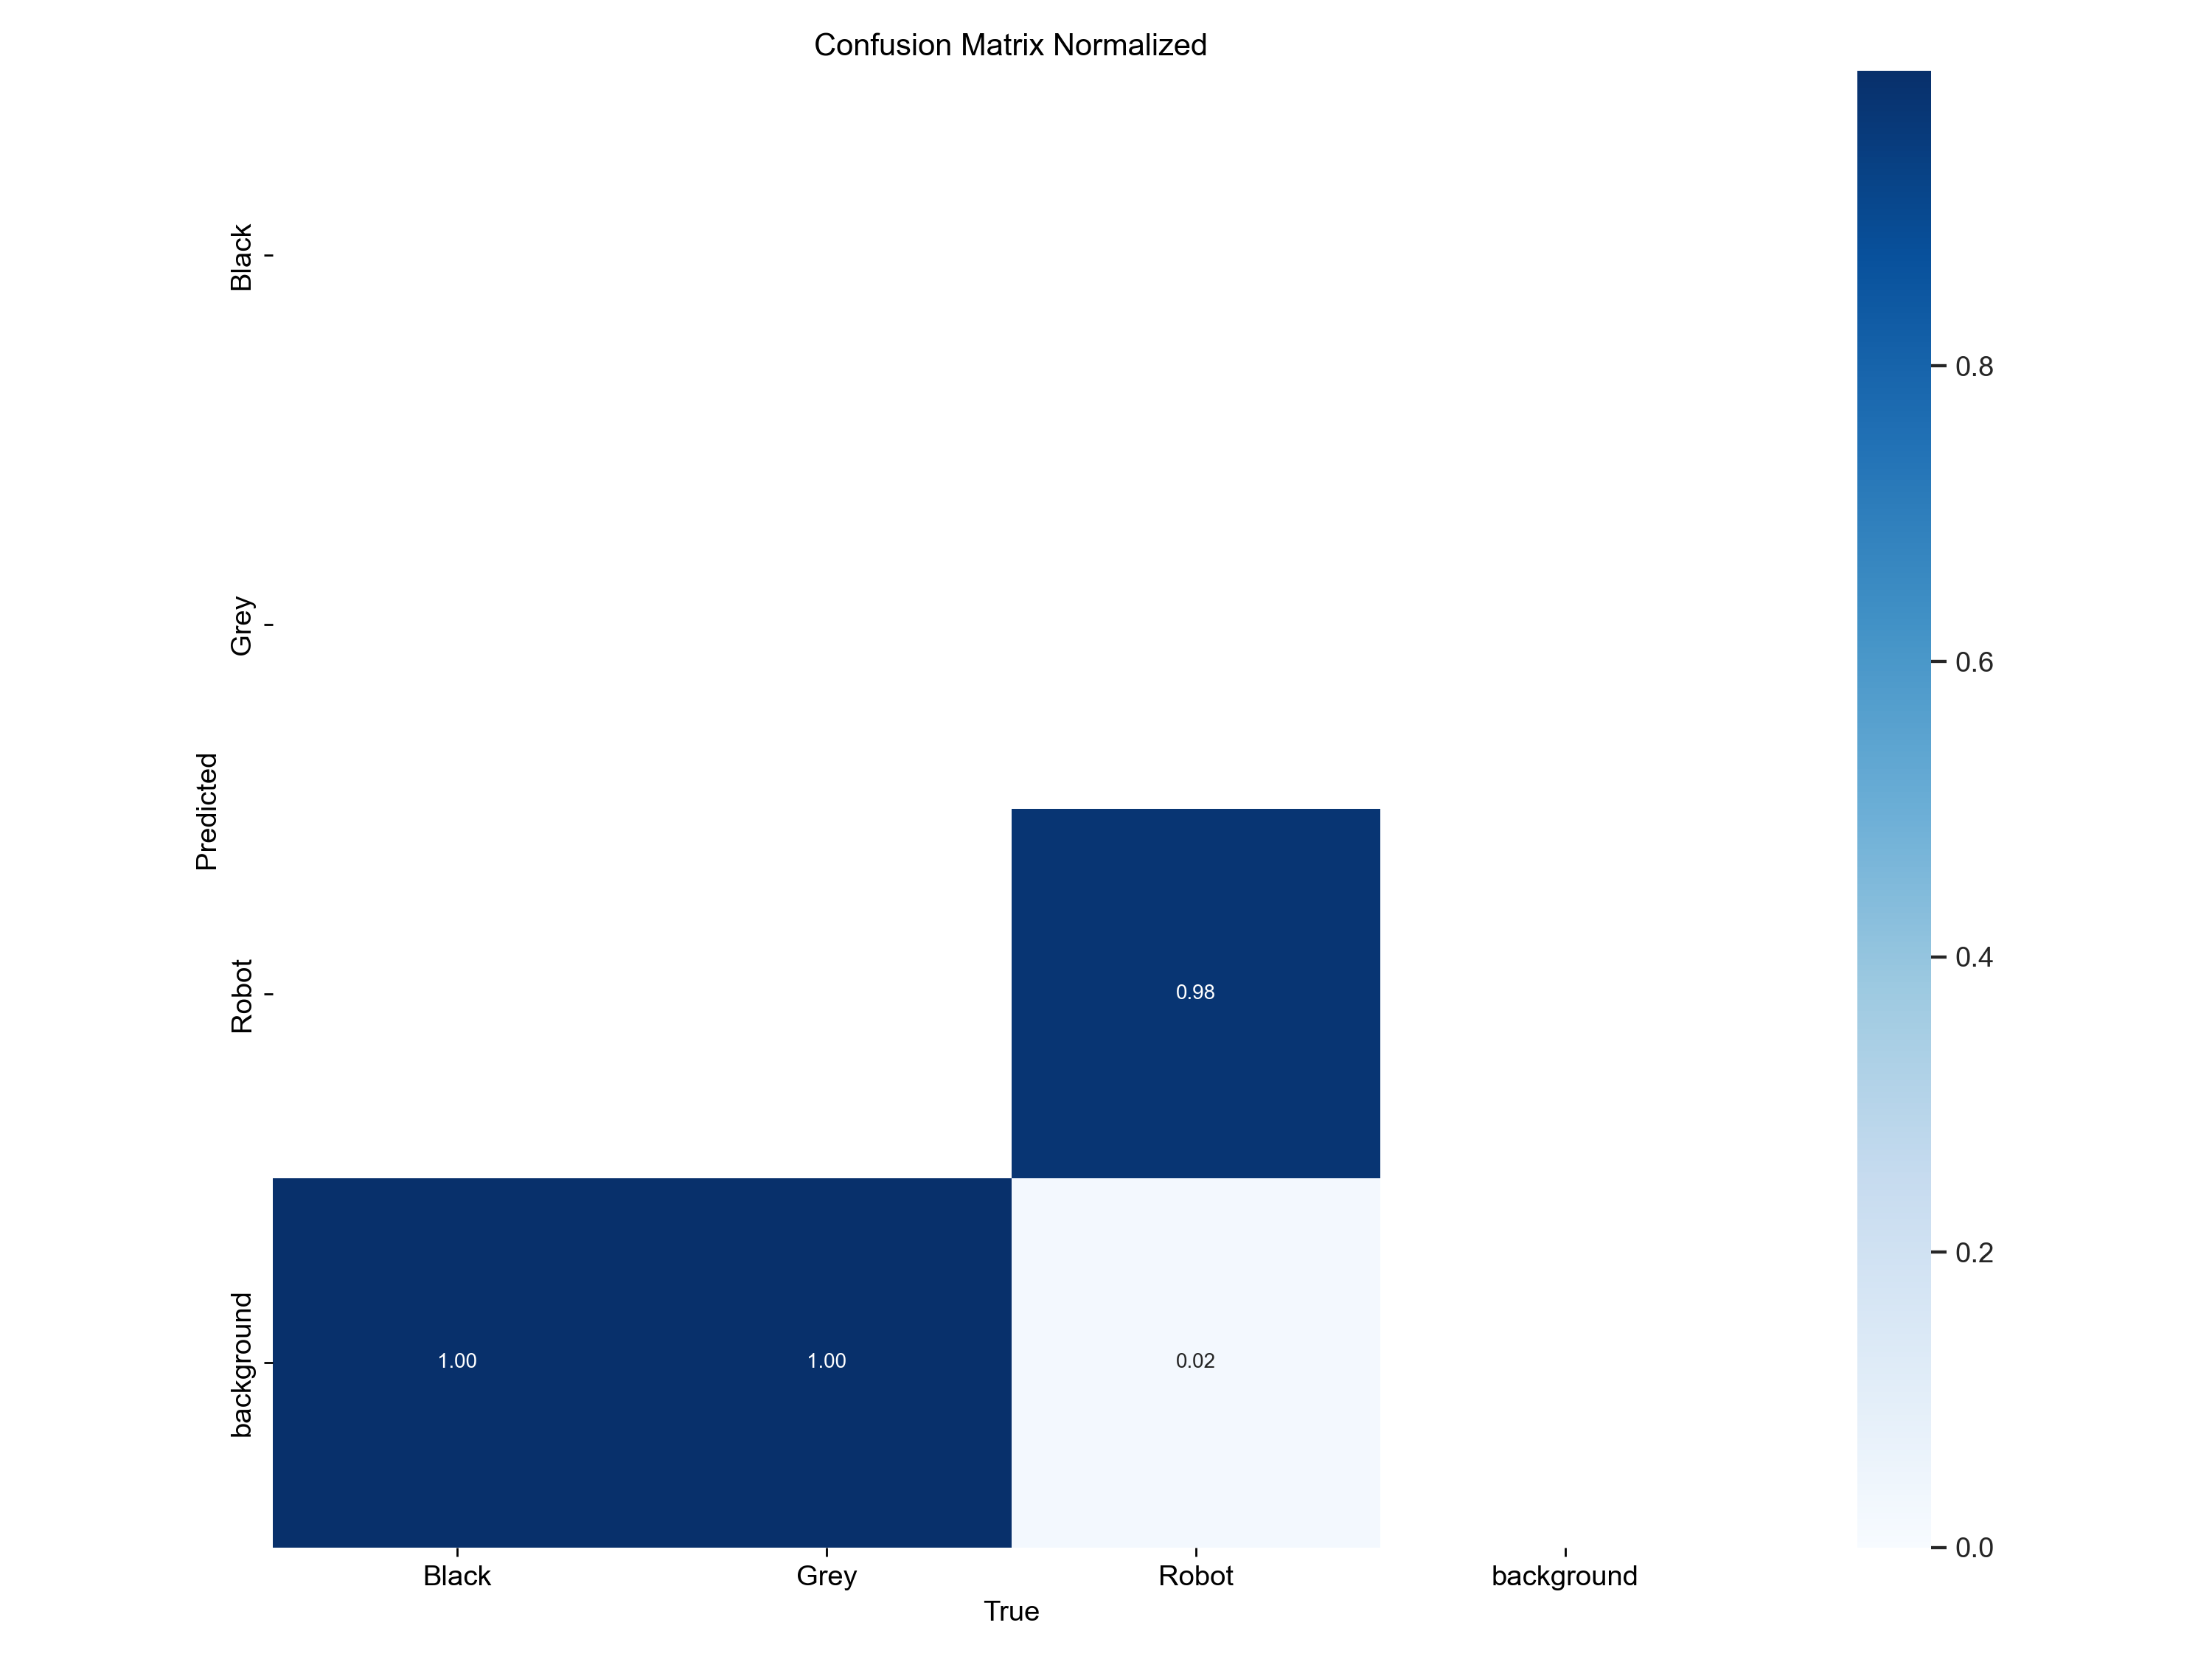 Confusion Matrix Normalized
Black
Grey
Robot
background
Predicted
0.98
1.00
1.00
0.02
Black
Grey
Robot
background
True
0.8
0.6
0.4
0.2
0.0